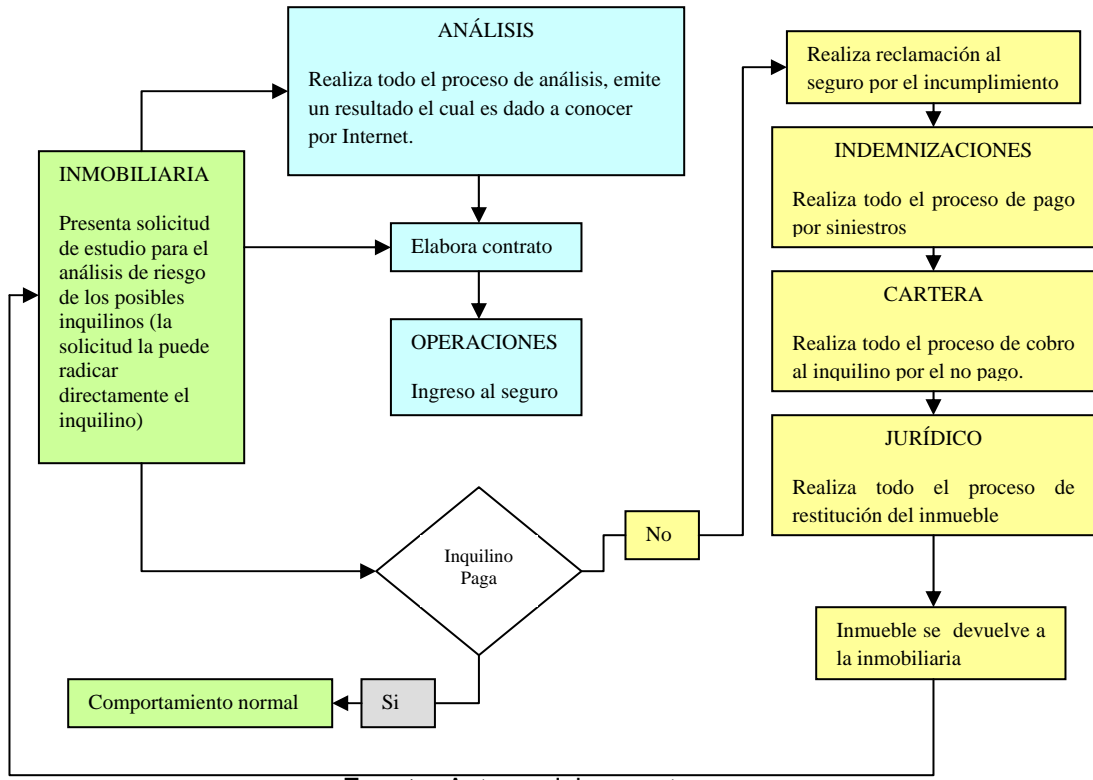 ANÁLISIS
Realiza todo el proceso de análisis, emite
un resultado el cual es dado a conocer
por Internet.
INMOBILIARIA
Presenta solicitud
de estudio para el
análisis de riesgo
de los posibles
inquilinos (la
solicitud la puede
radicar
directamente el
inquilino)
Elabora contrato
OPERACIONES
Ingreso al seguro
Inquilino
Paga
No
Si
Comportamiento normal
Realiza reclamación al
seguro por el incumplimiento
INDEMNIZACIONES
Realiza todo el proceso de pago
por siniestros
CARTERA
Realiza todo el proceso de cobro
al inquilino por el no pago.
JURÍDICO
Realiza todo el proceso de
restitución del inmueble
Inmueble se devuelve a
la inmobiliaria